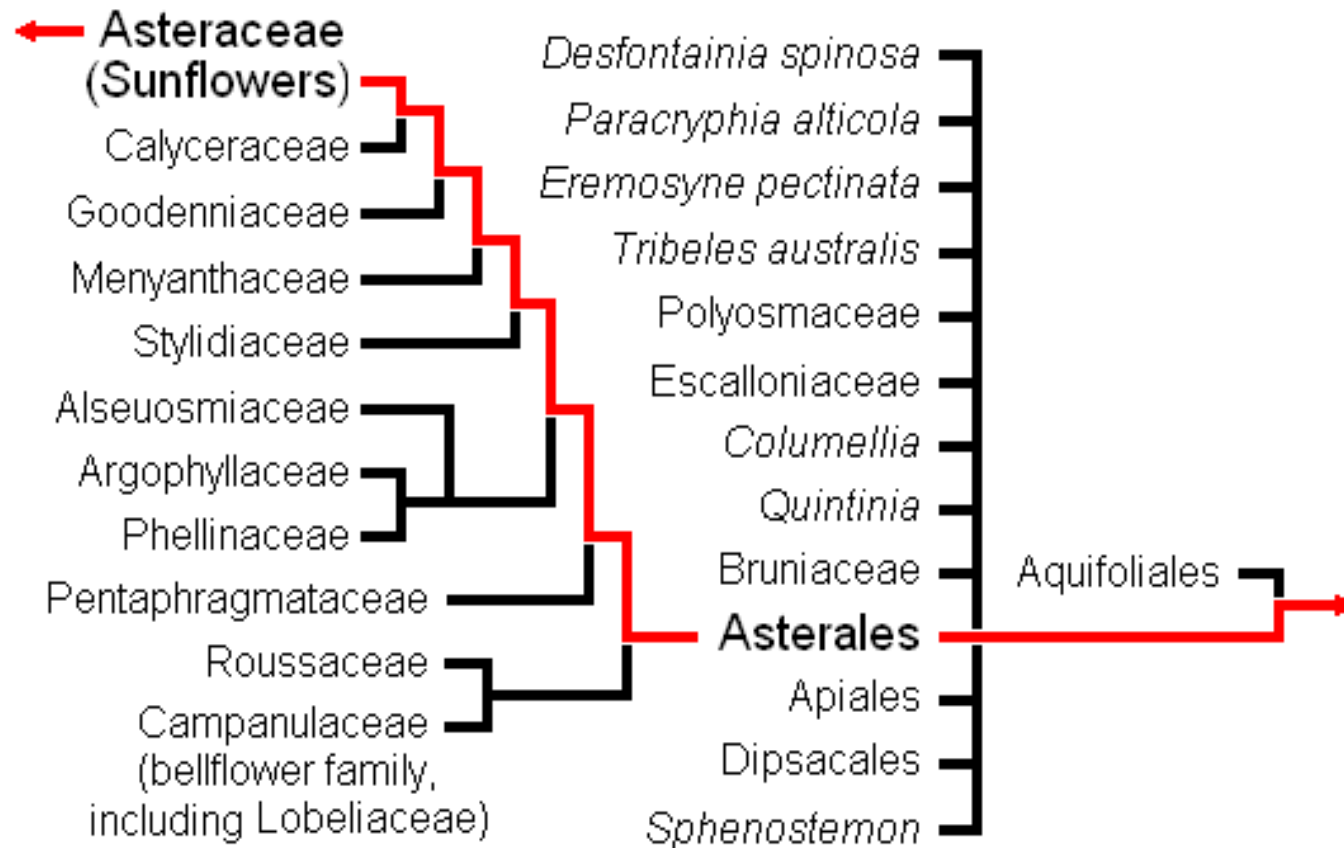 Asteraceae
(Sunflowers)
Calyceraceae
Goodenniaceae
Menyanthaceae
Stylidiaceae
Alseuosmiaceae
Argophyllaceae
Phellinaceae
Pentaphragmataceae
Roussaceae
Campanulaceae
(bellflower family,
including Lobeliaceae)
Desfontainia spinosa
Paracryphia alticola
Eremosyne pectinata
Tribeles australis
Polyosmaceae
Escalloniaceae
Columellia
Quintinia
Bruniaceae
Asterales
Apiales
Dipsacales
Sphenostemon
Aquifoliales